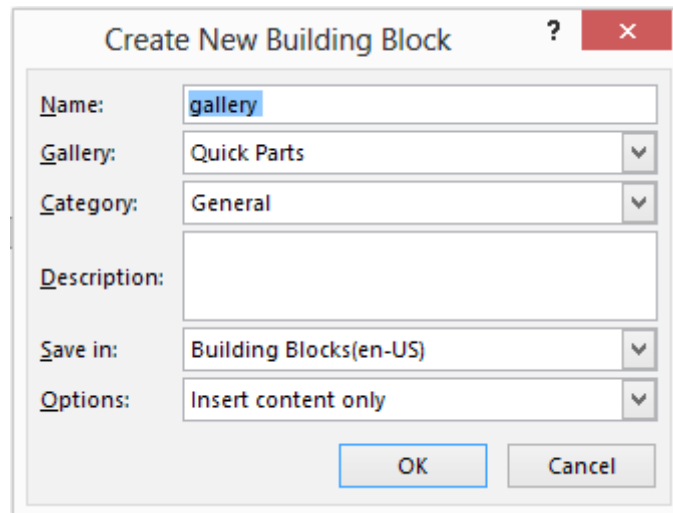 Create New Building Block ? ×
Name: gallery
Gallery: Quick Parts
Category: General
Description:
Save in: Building Blocks(en-US)
Options: Insert content only
OK Cancel